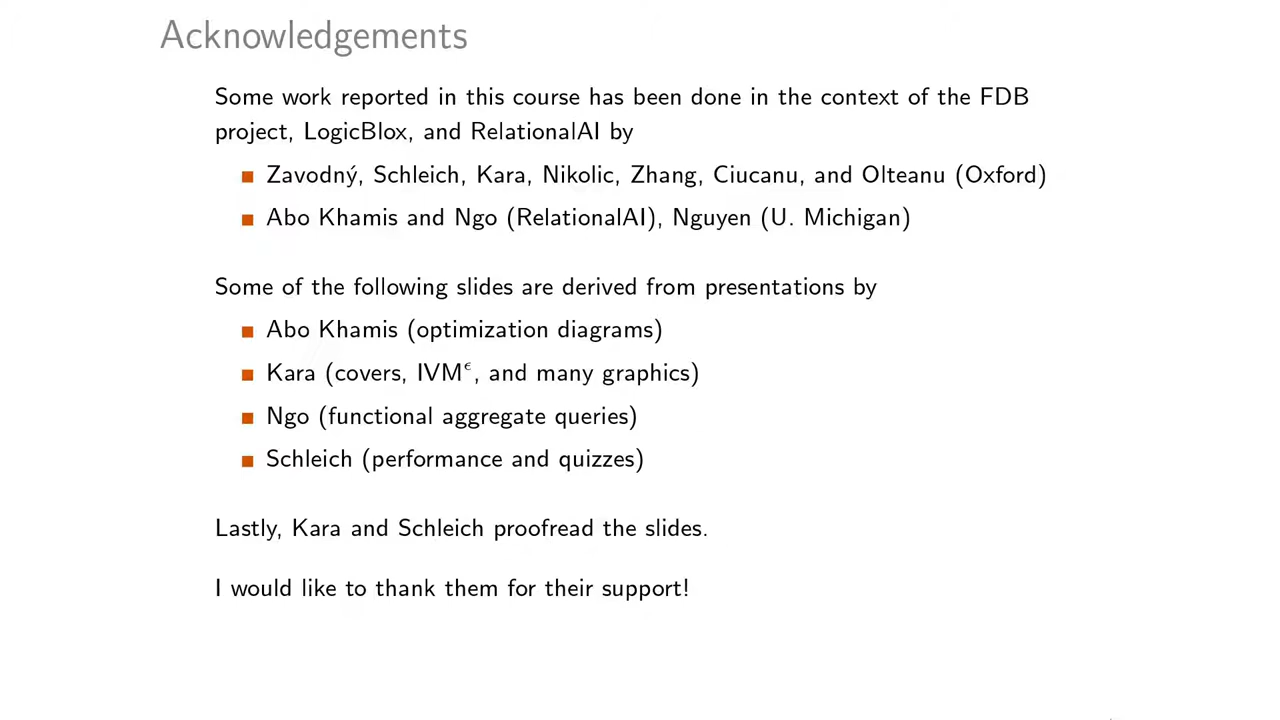 Acknowledgements
Some work reported in this course has been done in the context of the FDB
project, LogicBlox, and RelationalAI by
■ Zavodný, Schleich, Kara, Nikolic, Zhang, Ciucanu, and Olteanu (Oxford)
■ Abo Khamis and Ngo (RelationalAI), Nguyen (U. Michigan)
Some of the following slides are derived from presentations by
■ Abo Khamis (optimization diagrams)
■ Kara (covers, IVMᵋ, and many graphics)
■ Ngo (functional aggregate queries)
■ Schleich (performance and quizzes)
Lastly, Kara and Schleich proofread the slides.
I would like to thank them for their support!